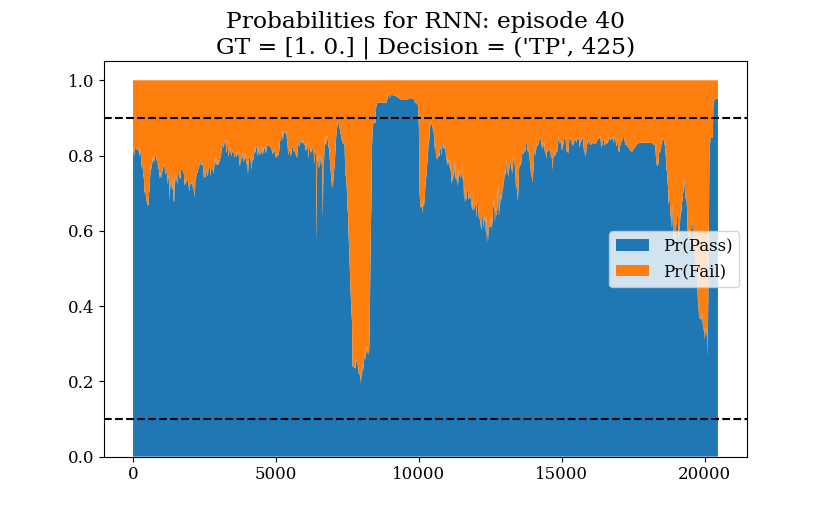 Probabilities for RNN: episode 40
GT = [1. 0.] | Decision = ('TP', 425)
1.0
0.8
0.6
0.4
0.2
0.0
Pr(Pass)
Pr(Fail)
0
5000
10000
15000
20000